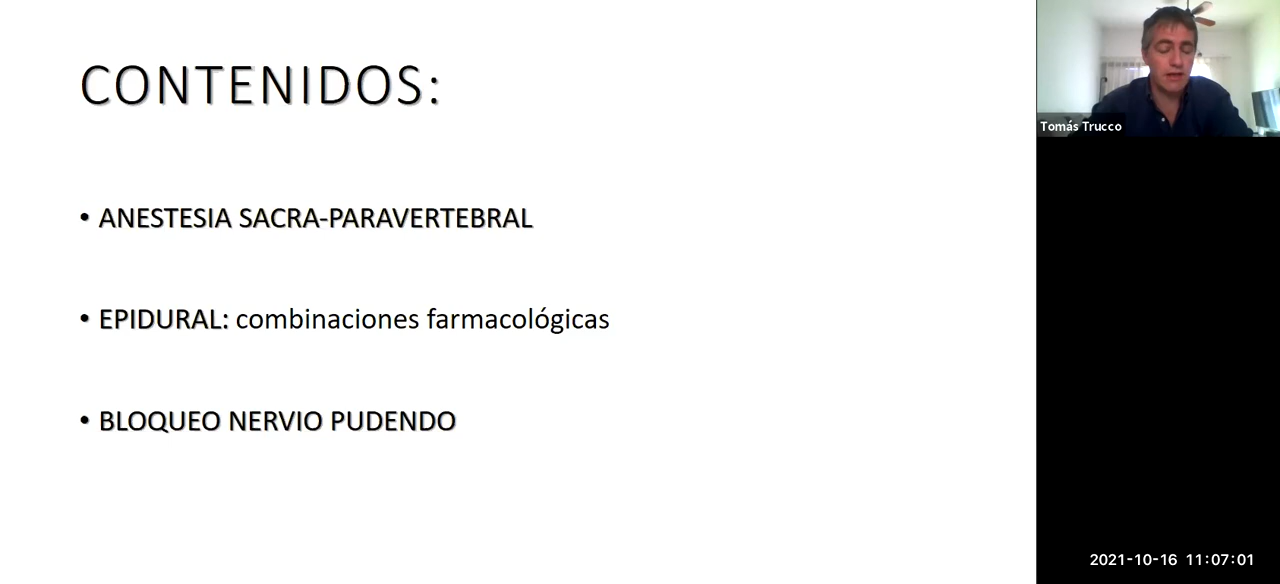 CONTENIDOS:
• ANESTESIA SACRA-PARAVERTEBRAL
• EPIDURAL: combinaciones farmacológicas
• BLOQUEO NERVIO PUDENDO
Tomás Trucco
2021-10-16 11:07:01